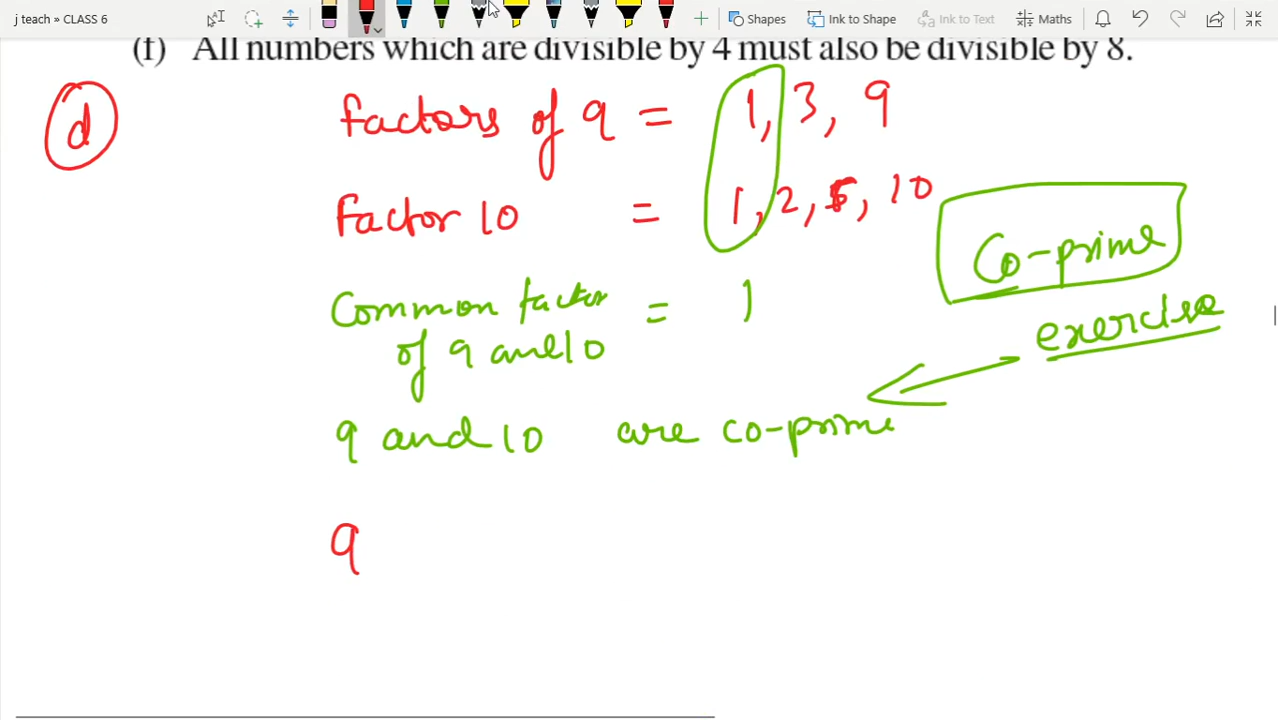 j teach ▸ CLASS 6
Shapes
Ink to Shape
Ink to Text
Maths
(f) All numbers which are divisible by 4 must also be divisible by 8.
d
factors of 9 = 1, 3, 9
factor 10 = 1, 2, 5, 10
Co-prime
Common factor = 1
of 9 and 10
exercise
9 and 10 are co-prime
9